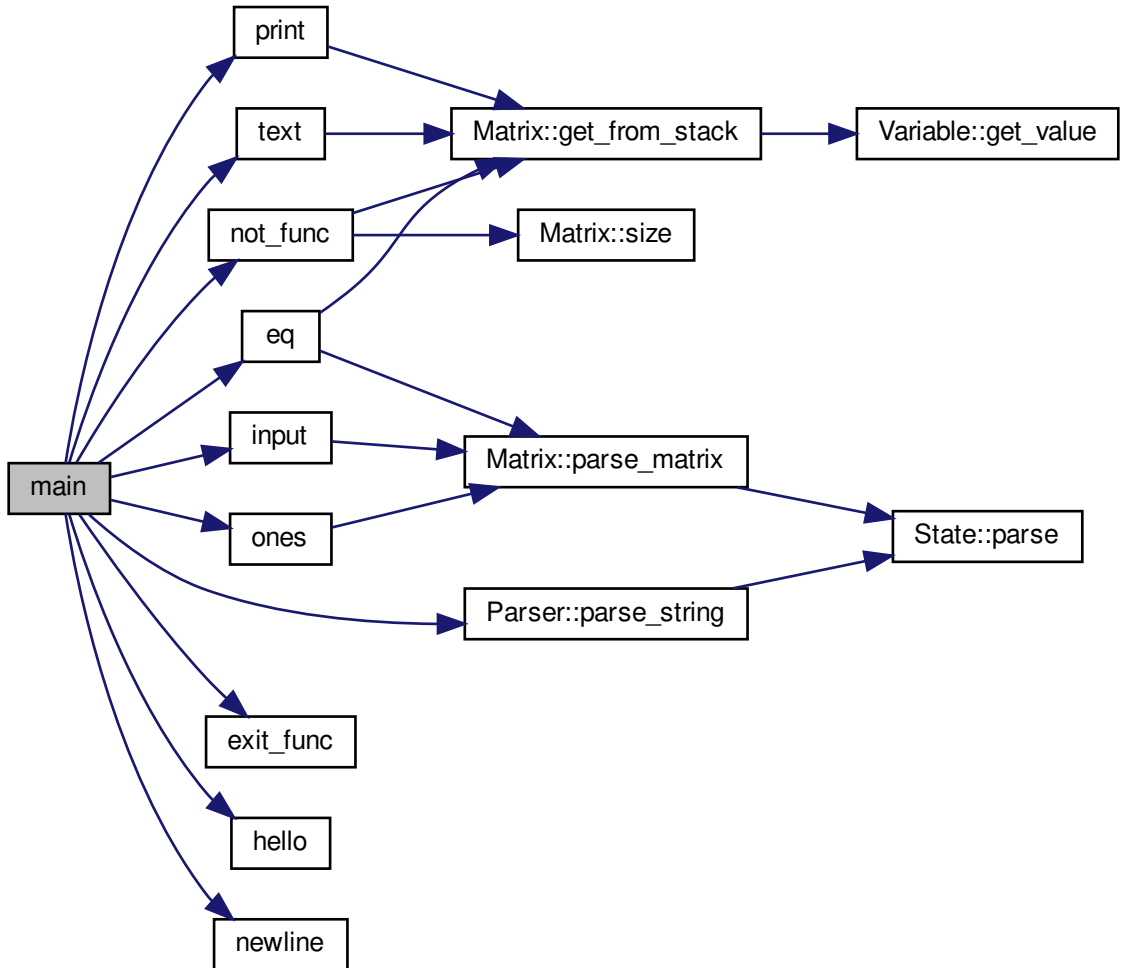 print
text
Matrix::get_from_stack
Variable::get_value
not_func
Matrix::size
eq
input
Matrix::parse_matrix
main
ones
State::parse
Parser::parse_string
exit_func
hello
newline